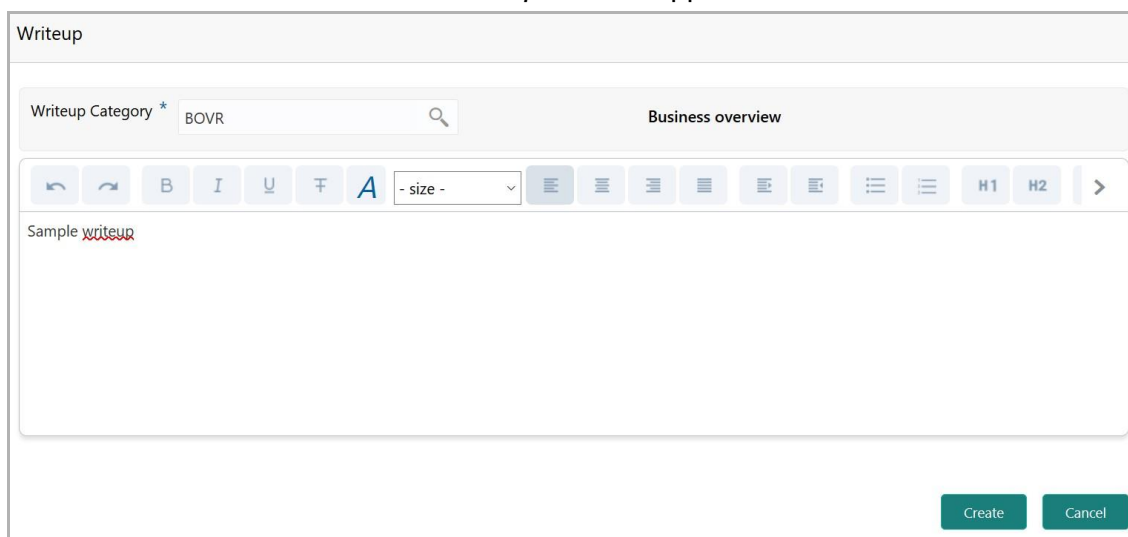 Writeup
Writeup Category * BOVR Business overview
B I U T A - size - H1 H2 >
Sample writeup
Create Cancel